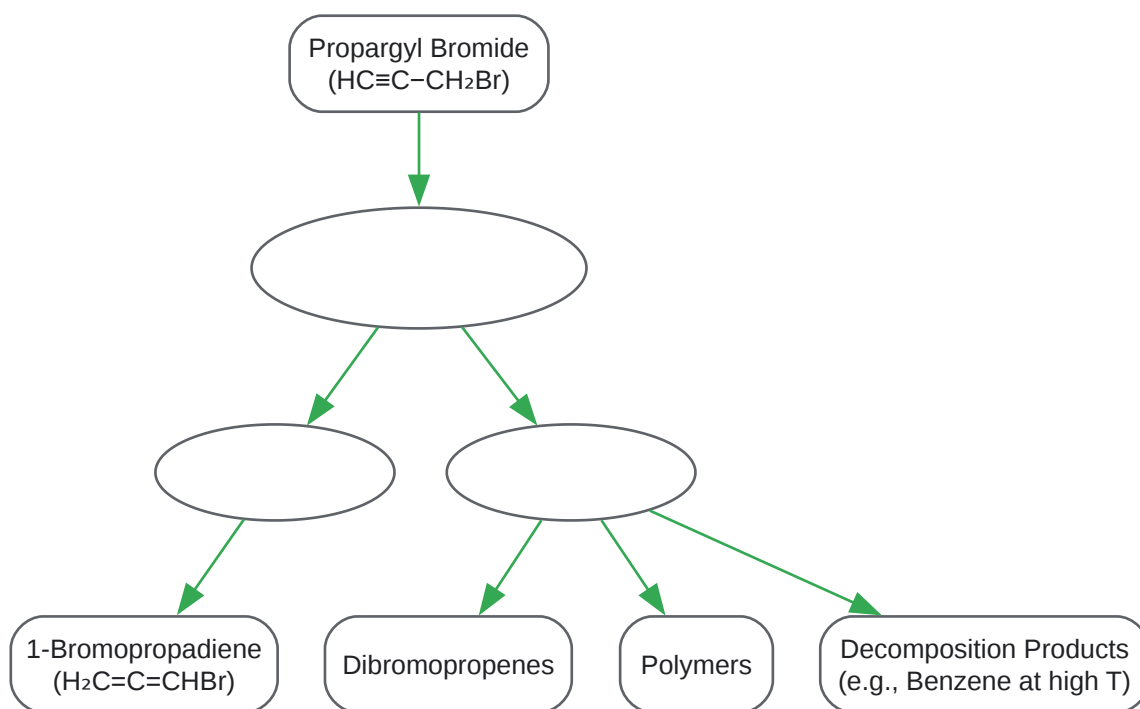 Propargyl Bromide
(HC≡C−CH₂Br)
1-Bromopropadiene
(H₂C=C=CHBr)
Dibromopropenes
Polymers
Decomposition Products
(e.g., Benzene at high T)